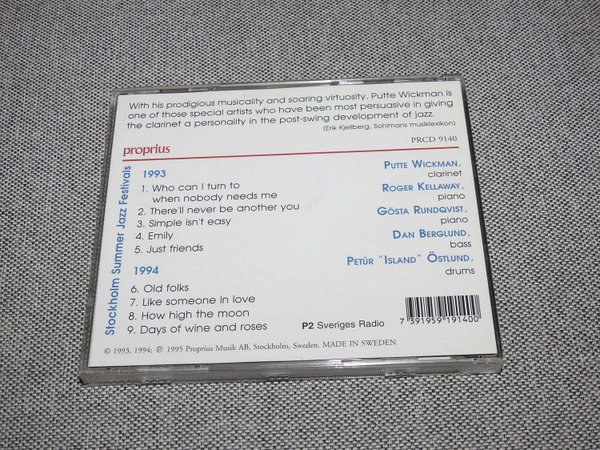 With his prodigious musicality and soaring virtuosity, Putte Wickman is
one of those special artists who have been most persuasive in giving
the clarinet a personality in the post-swing development of jazz.
(Erik Kjellberg, Sohlmans musiklexikon)
proprius
PRCD 9140
Stockholm Summer Jazz Festivals
1993
1. Who can I turn to
when nobody needs me
2. There'll never be another you
3. Simple isn't easy
4. Emily
5. Just friends
1994
6. Old folks
7. Like someone in love
8. How high the moon
9. Days of wine and roses
PUTTE WICKMAN,
clarinet
ROGER KELLAWAY,
piano
GÖSTA RUNDQVIST,
piano
DAN BERGLUND,
bass
PETÚR "ISLAND" ÖSTLUND,
drums
P2 Sveriges Radio
7 391959 191400
© 1993, 1994; ℗ 1995 Proprius Musik AB, Stockholm, Sweden. MADE IN SWEDEN